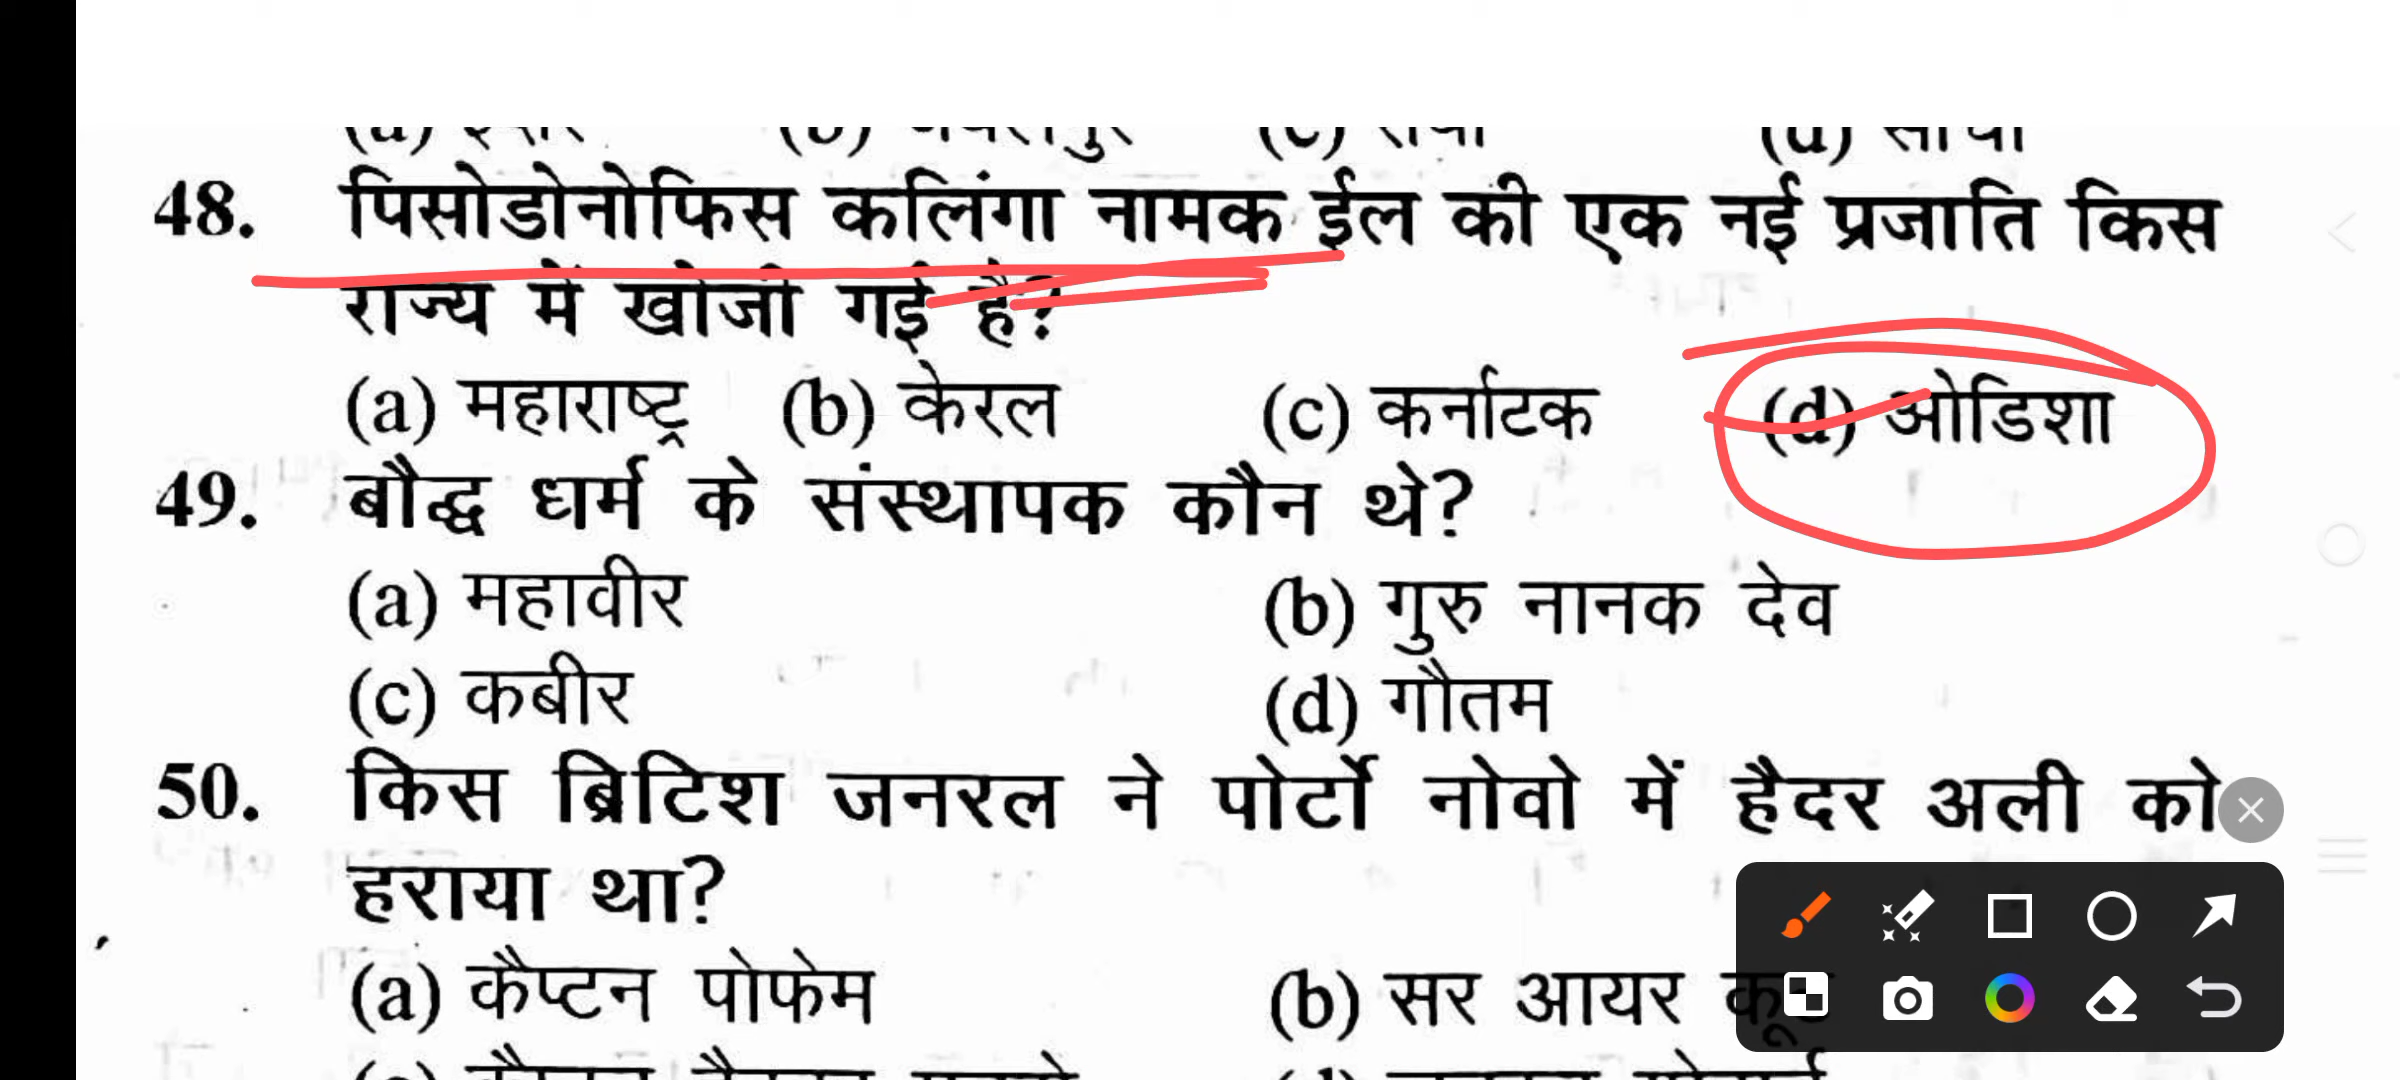 48. पिसोडोनोफिस कलिंगा नामक ईल की एक नई प्रजाति किस
राज्य में खोजी गई है?
(a) महाराष्ट्र (b) केरल (c) कर्नाटक (d) ओडिशा
49. बौद्ध धर्म के संस्थापक कौन थे?
(a) महावीर (b) गुरु नानक देव
(c) कबीर (d) गौतम
50. किस ब्रिटिश जनरल ने पोर्टो नोवो में हैदर अली को
हराया था?
(a) कैप्टन पोफेम (b) सर आयर कूट